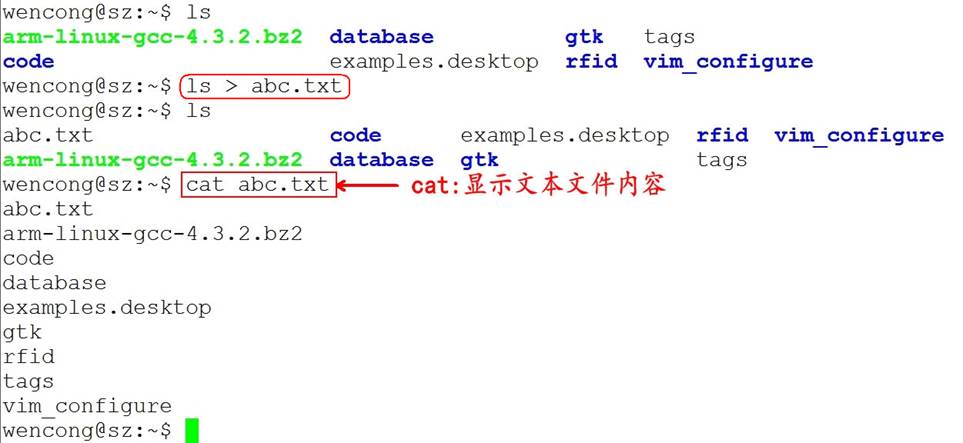 wencong@sz:~$ ls
arm-linux-gcc-4.3.2.bz2 database gtk tags
code examples.desktop rfid vim_configure
wencong@sz:~$ ls > abc.txt
wencong@sz:~$ ls
abc.txt code examples.desktop rfid vim_configure
arm-linux-gcc-4.3.2.bz2 database gtk tags
wencong@sz:~$ cat abc.txt cat:显示文本文件内容
abc.txt
arm-linux-gcc-4.3.2.bz2
code
database
examples.desktop
gtk
rfid
tags
vim_configure
wencong@sz:~$